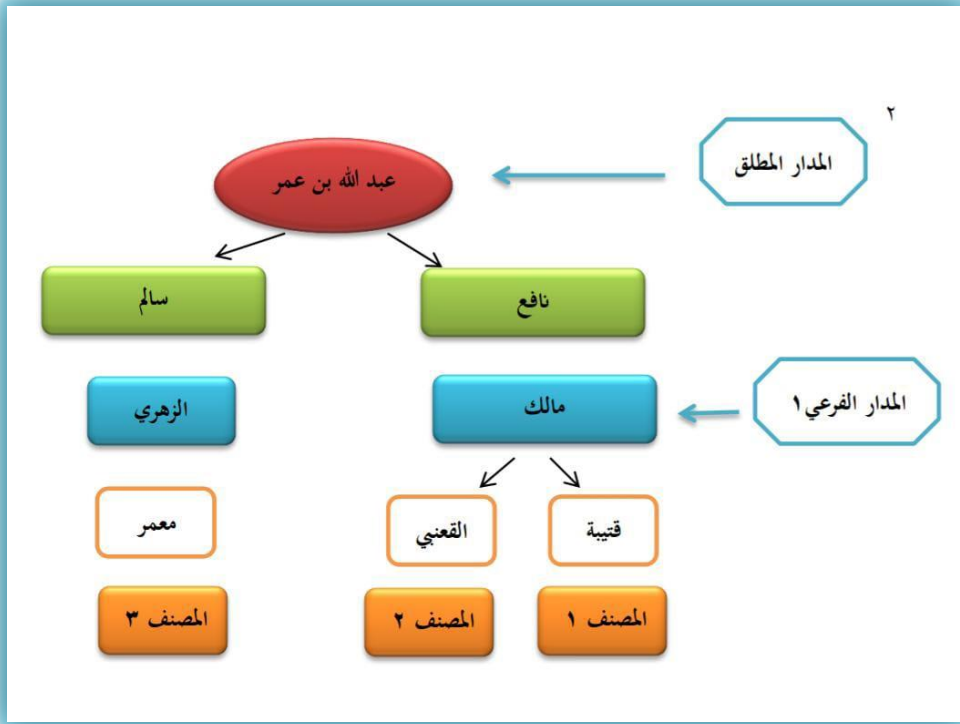 ٢
المدار المطلق
عبد الله بن عمر
نافع
سالم
المدار الفرعي١
مالك
الزهري
قتيبة
القعنبي
معمر
المصنف ١
المصنف ٢
المصنف ٣